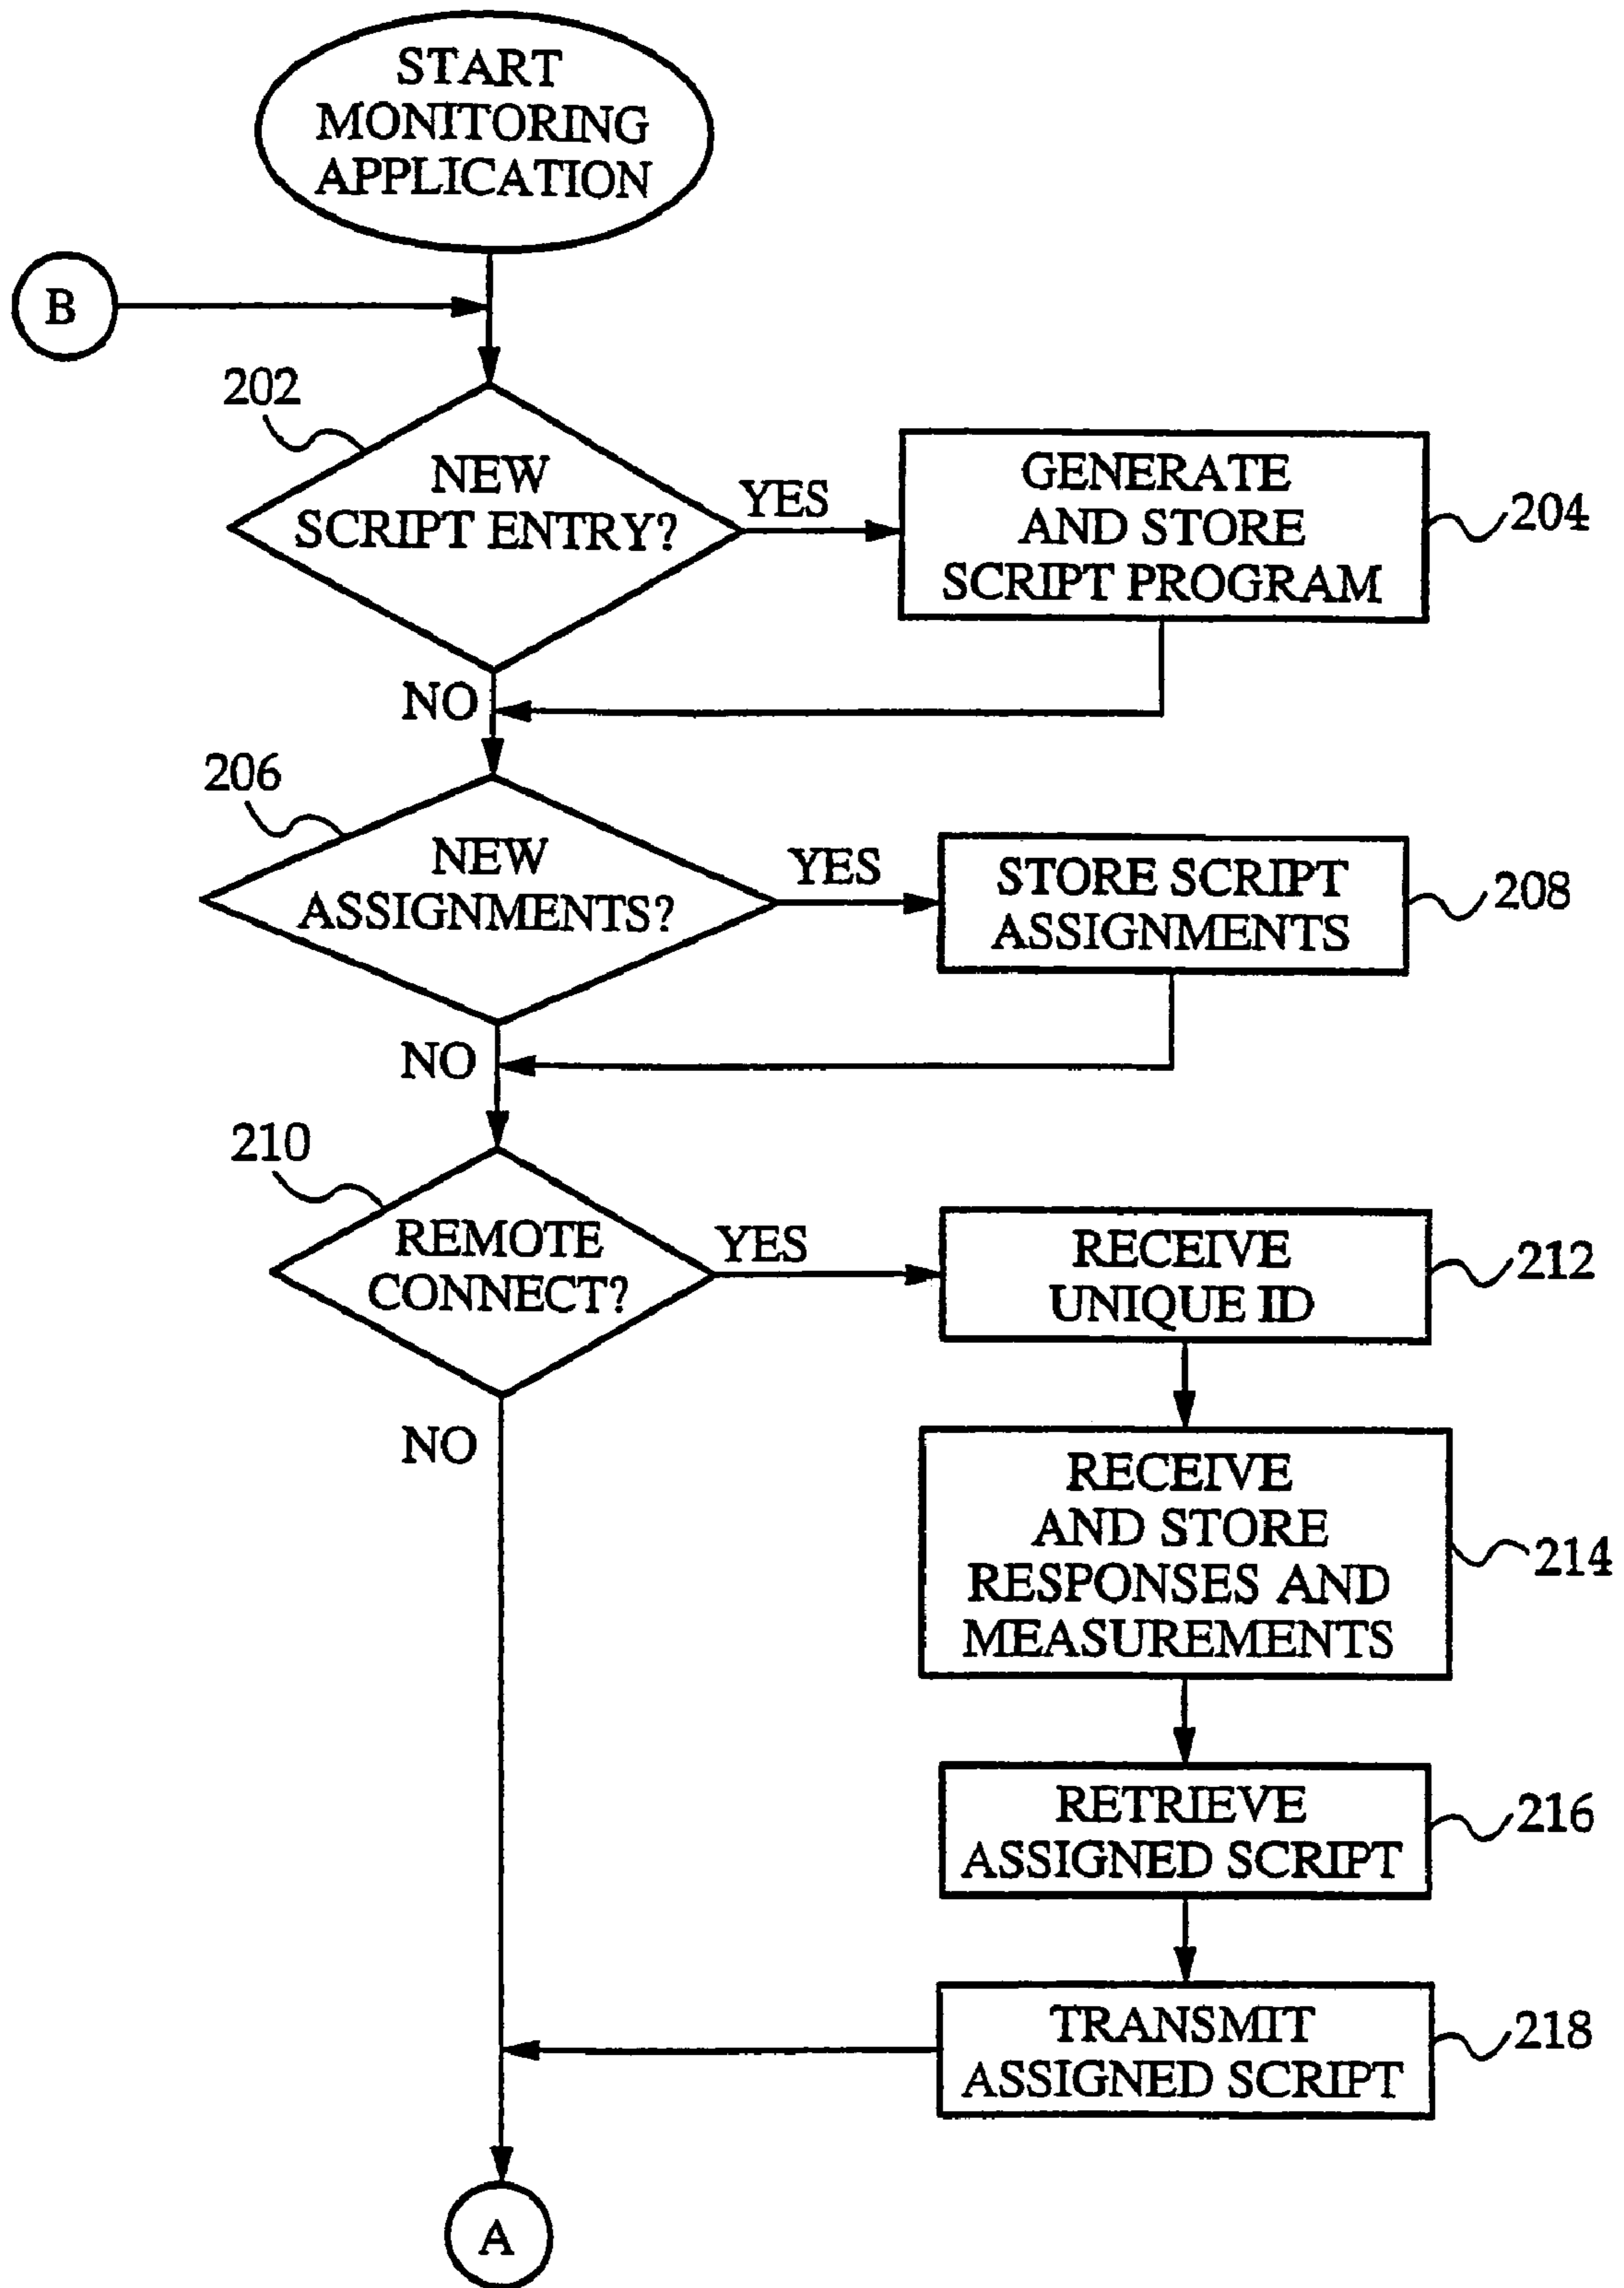 START
MONITORING
APPLICATION
B
202
NEW
SCRIPT ENTRY?
YES
GENERATE
AND STORE
SCRIPT PROGRAM
204
NO
206
NEW
ASSIGNMENTS?
YES
STORE SCRIPT
ASSIGNMENTS
208
NO
210
REMOTE
CONNECT?
YES
RECEIVE
UNIQUE ID
212
NO
RECEIVE
AND STORE
RESPONSES AND
MEASUREMENTS
214
RETRIEVE
ASSIGNED SCRIPT
216
TRANSMIT
ASSIGNED SCRIPT
218
A